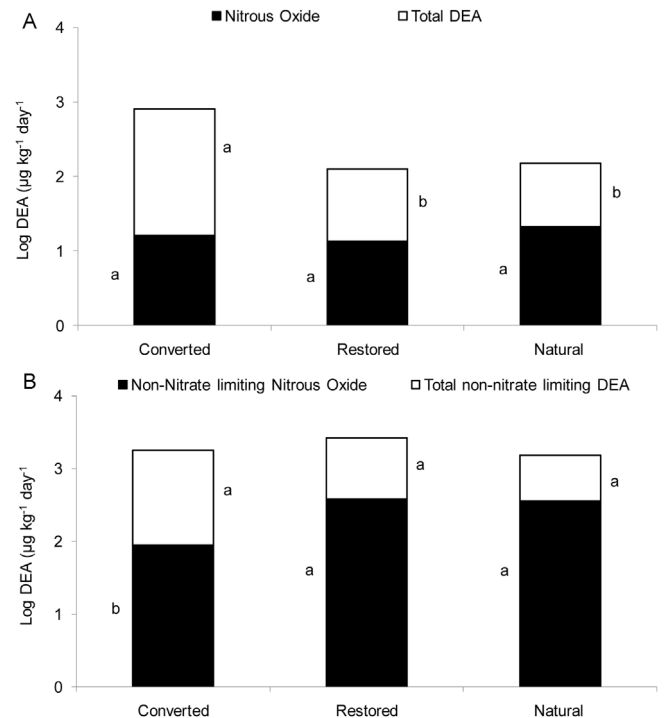 A
Nitrous Oxide Total DEA
Log DEA (µg kg-1 day-1)
4
3
2
1
0
a
a
a
b
a
b
Converted Restored Natural
B
Non-Nitrate limiting Nitrous Oxide Total non-nitrate limiting DEA
Log DEA (µg kg-1 day-1)
4
3
2
1
0
b
a
a
a
a
a
Converted Restored Natural